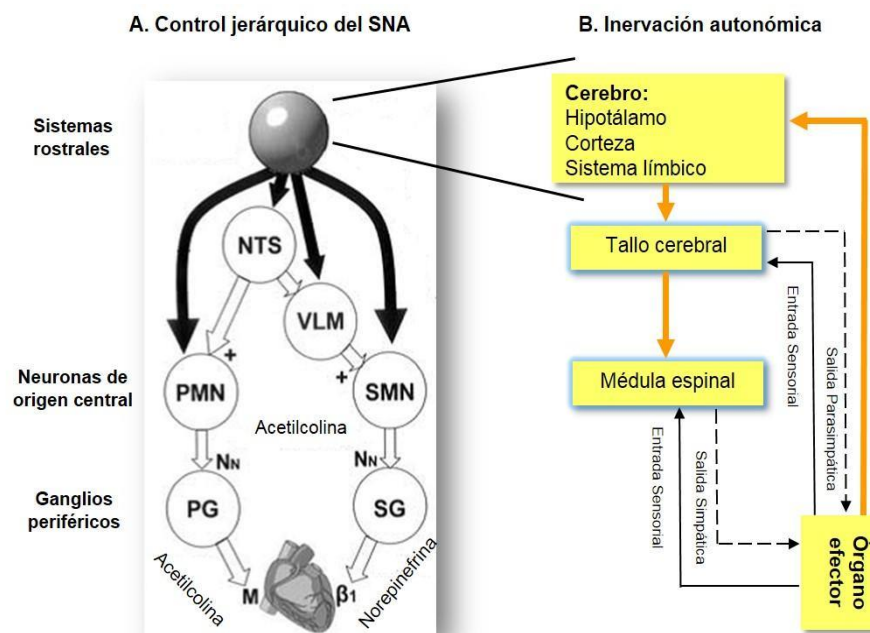 A. Control jerárquico del SNA
B. Inervación autonómica
Sistemas
rostrales
NTS
VLM
+
+
Neuronas de
origen central
PMN
SMN
Acetilcolina
NN
NN
Ganglios
periféricos
PG
SG
Acetilcolina
Norepinefrina
M
β1
Cerebro:
Hipotálamo
Corteza
Sistema límbico
Tallo cerebral
Entrada Sensorial
Salida Parasimpática
Médula espinal
Entrada Sensorial
Salida Simpática
Órgano
efector